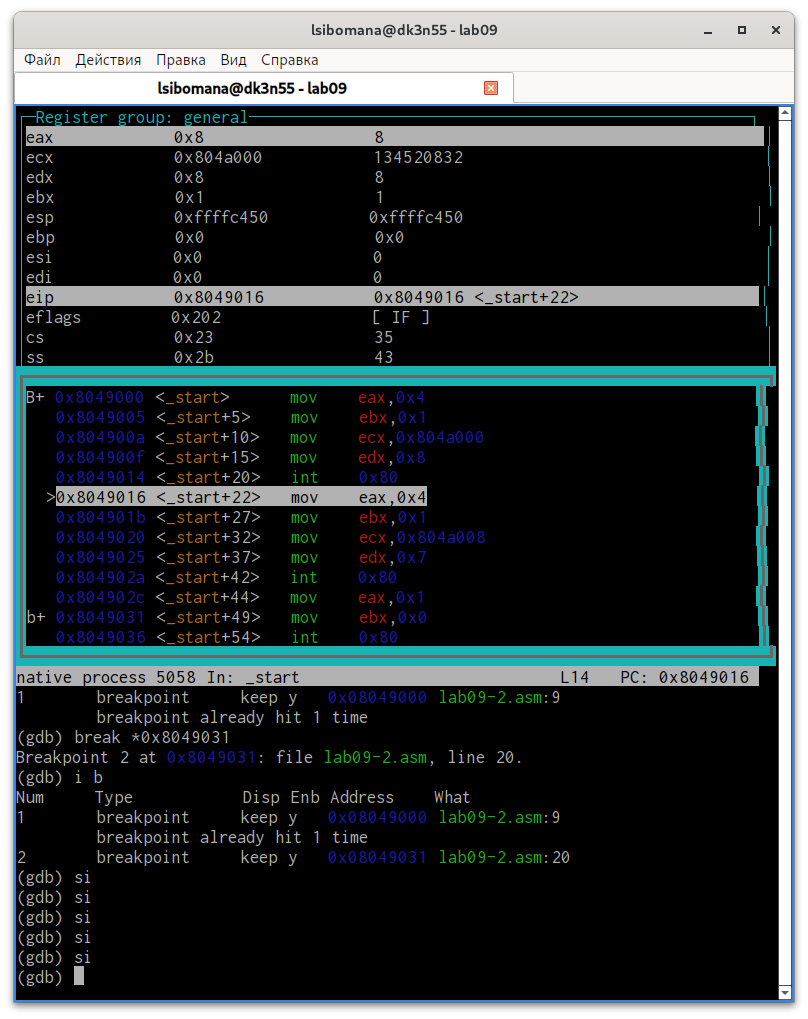 lsibomana@dk3n55 - lab09
Файл Действия Правка Вид Справка
lsibomana@dk3n55 - lab09
Register group: general
eax 0x8 8
ecx 0x804a000 134520832
edx 0x8 8
ebx 0x1 1
esp 0xffffc450 0xffffc450
ebp 0x0 0x0
esi 0x0 0
edi 0x0 0
eip 0x8049016 0x8049016 <_start+22>
eflags 0x202 [ IF ]
cs 0x23 35
ss 0x2b 43
B+ 0x8049000 <_start> mov eax,0x4
0x8049005 <_start+5> mov ebx,0x1
0x804900a <_start+10> mov ecx,0x804a000
0x804900f <_start+15> mov edx,0x8
0x8049014 <_start+20> int 0x80
>0x8049016 <_start+22> mov eax,0x4
0x804901b <_start+27> mov ebx,0x1
0x8049020 <_start+32> mov ecx,0x804a008
0x8049025 <_start+37> mov edx,0x7
0x804902a <_start+42> int 0x80
0x804902c <_start+44> mov eax,0x1
b+ 0x8049031 <_start+49> mov ebx,0x0
0x8049036 <_start+54> int 0x80
native process 5058 In: _start L14 PC: 0x8049016
1 breakpoint keep y 0x08049000 lab09-2.asm:9
breakpoint already hit 1 time
(gdb) break *0x8049031
Breakpoint 2 at 0x8049031: file lab09-2.asm, line 20.
(gdb) i b
Num Type Disp Enb Address What
1 breakpoint keep y 0x08049000 lab09-2.asm:9
breakpoint already hit 1 time
2 breakpoint keep y 0x08049031 lab09-2.asm:20
(gdb) si
(gdb) si
(gdb) si
(gdb) si
(gdb) si
(gdb)